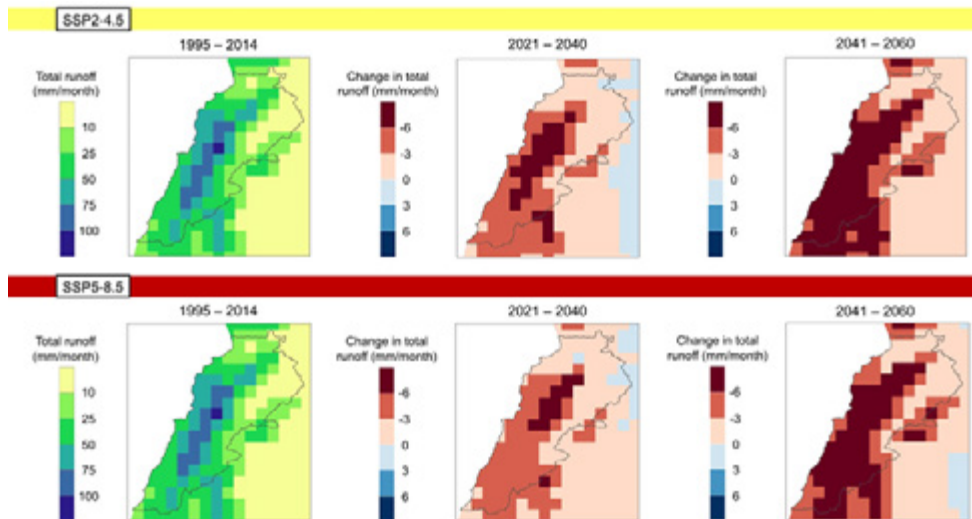 SSP2-4.5
1995 – 2014
2021 – 2040
2041 – 2060
Total runoff
(mm/month)
10
25
50
75
100
Change in total
runoff (mm/month)
-6
-3
0
3
6
Change in total
runoff (mm/month)
-6
-3
0
3
6
SSP5-8.5
1995 – 2014
2021 – 2040
2041 – 2060
Total runoff
(mm/month)
10
25
50
75
100
Change in total
runoff (mm/month)
-6
-3
0
3
6
Change in total
runoff (mm/month)
-6
-3
0
3
6